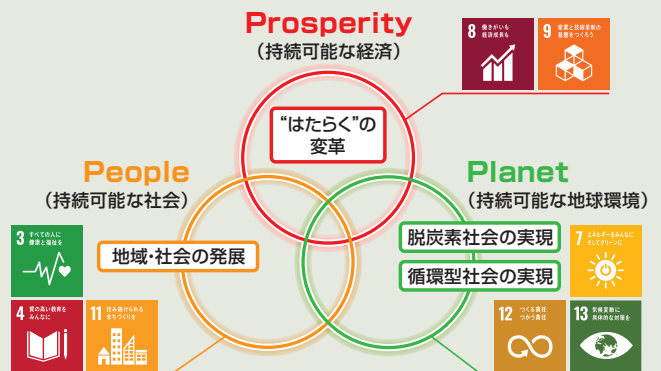 Prosperity
(持続可能な経済)
8 働きがいも
経済成長も
9 産業と技術革新の
基盤をつくろう
“はたらく”の
変革
People
(持続可能な社会)
Planet
(持続可能な地球環境)
3 すべての人に
健康と福祉を
地域・社会の発展
脱炭素社会の実現
循環型社会の実現
7 エネルギーをみんなに
そしてクリーンに
4 質の高い教育を
みんなに
11 住み続けられる
まちづくりを
12 つくる責任
つかう責任
13 気候変動に
具体的な対策を